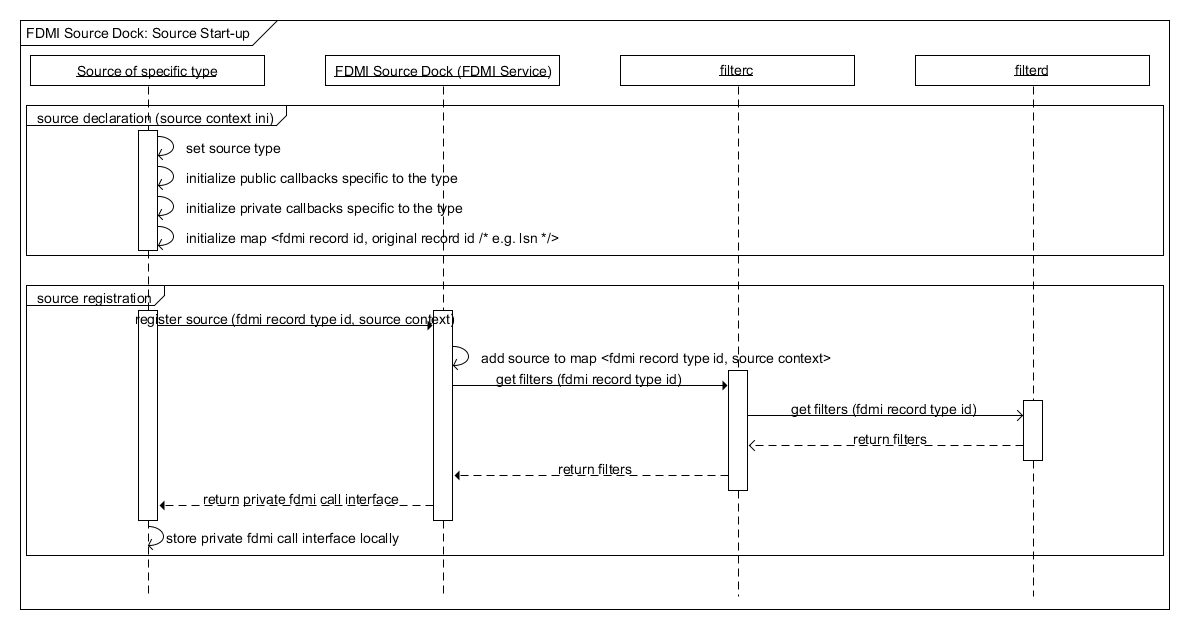 FDMI Source Dock: Source Start-up
Source of specific type
FDMI Source Dock (FDMI Service)
filterc
filterd
source declaration (source context ini)
set source type
initialize public callbacks specific to the type
initialize private callbacks specific to the type
initialize map <fdmi record id, original record id /* e.g. lsn */>
source registration
register source (fdmi record type id, source context)
add source to map <fdmi record type id, source context>
get filters (fdmi record type id)
get filters (fdmi record type id)
return filters
return filters
return private fdmi call interface
store private fdmi call interface locally